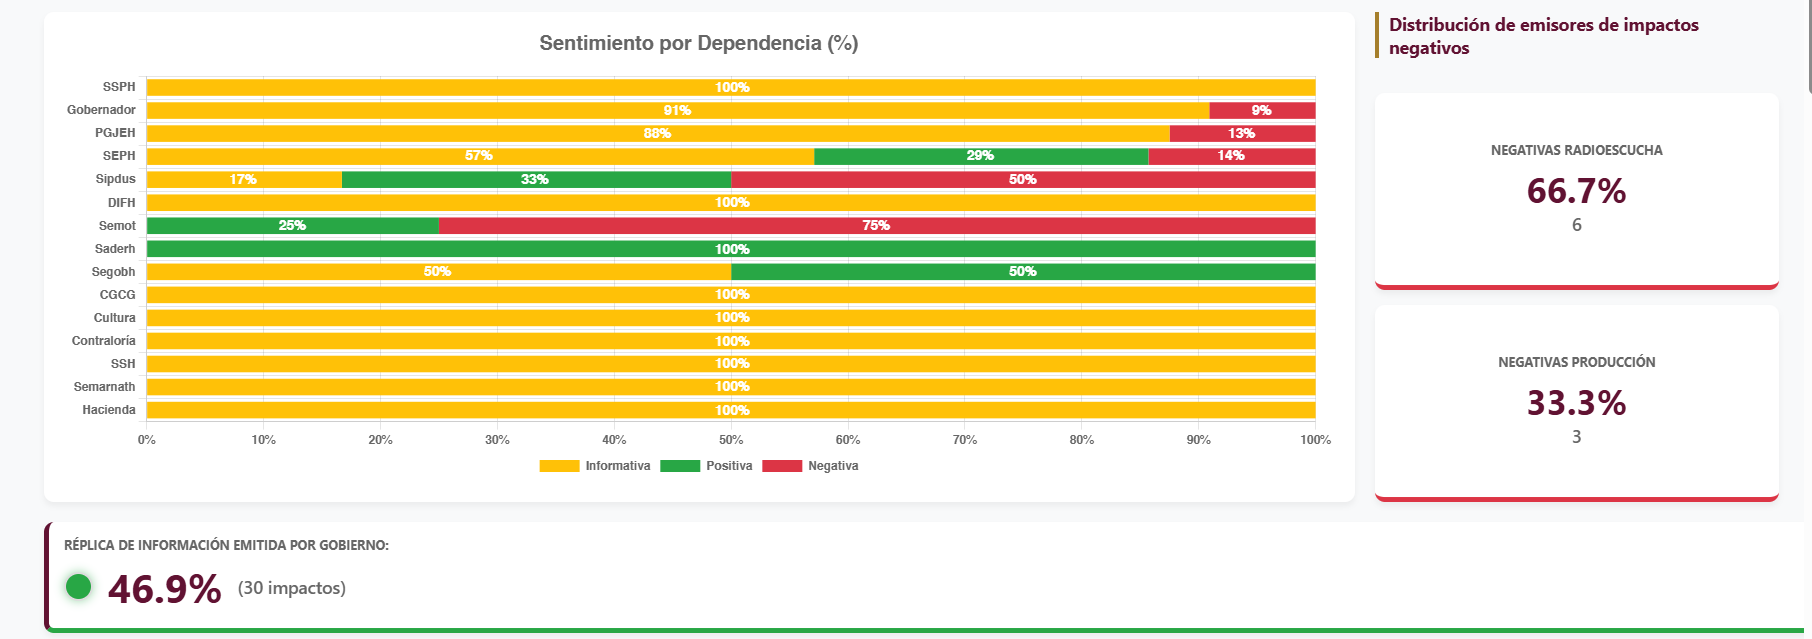 Sentimiento por Dependencia (%)
SSPH 100%
Gobernador 91% 9%
PGJEH 88% 13%
SEPH 57% 29% 14%
Sipdus 17% 33% 50%
DIFH 100%
Semot 25% 75%
Saderh 100%
Segobh 50% 50%
CGCG 100%
Cultura 100%
Contraloría 100%
SSH 100%
Semarnath 100%
Hacienda 100%
0% 10% 20% 30% 40% 50% 60% 70% 80% 90% 100%
Informativa Positiva Negativa
Distribución de emisores de impactos
negativos
NEGATIVAS RADIOESCUCHA
66.7%
6
NEGATIVAS PRODUCCIÓN
33.3%
3
RÉPLICA DE INFORMACIÓN EMITIDA POR GOBIERNO:
46.9% (30 impactos)